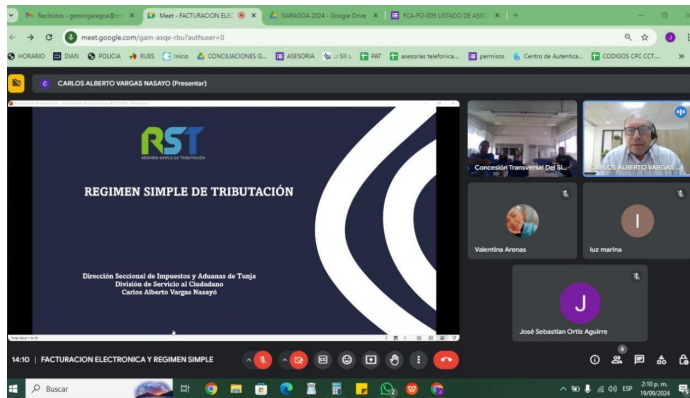 Recibidos - gestorgaragoa@
Meet - FACTURACION ELE
GARAGOA 2024 - Google Drive
FCA-FO-005 LISTADO DE ASIST
meet.google.com/gam-axqe-rbu?authuser=0
HORARIO DIAN POLICIA RUES Inicio CONCILIACIONES G... ASESORIA .:: SII ::. PAT asesorias telefonica... permisos Centro de Autentica... CODIGOS CPC CCT....
C CARLOS ALBERTO VARGAS NASAYO (Presentar)
RST
REGIMEN SIMPLE DE TRIBUTACIÓN
REGIMEN SIMPLE DE TRIBUTACIÓN
Dirección Seccional de Impuestos y Aduanas de Tunja
División de Servicio al Ciudadano
Carlos Alberto Vargas Nasayó
Concesión Transversal Del Si...
CARLOS ALBERTO VARGAS ...
Valentina Arenas
l
luz marina
J
José Sebastian Ortiz Aguirre
14:10 | FACTURACION ELECTRONICA Y REGIMEN SIMPLE
Buscar
ESP
2:10 p. m.
19/09/2024